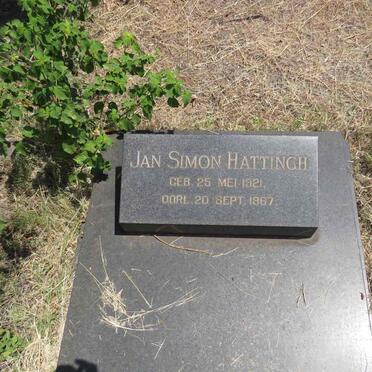 JAN SIMON HATTINGH
GEB. 25 MEI 1921.
OORL. 20 SEPT. 1967.